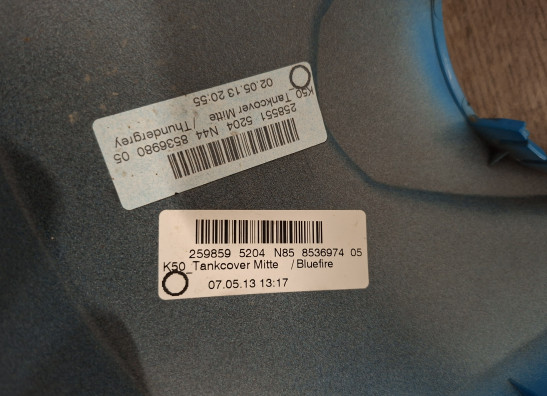 02.05.13 20:55
K50_Tankcover Mitte /Thundergrey
258551 5204 N44 8536980 05
259859 5204 N85 8536974 05
K50_Tankcover Mitte /Bluefire
07.05.13 13:17